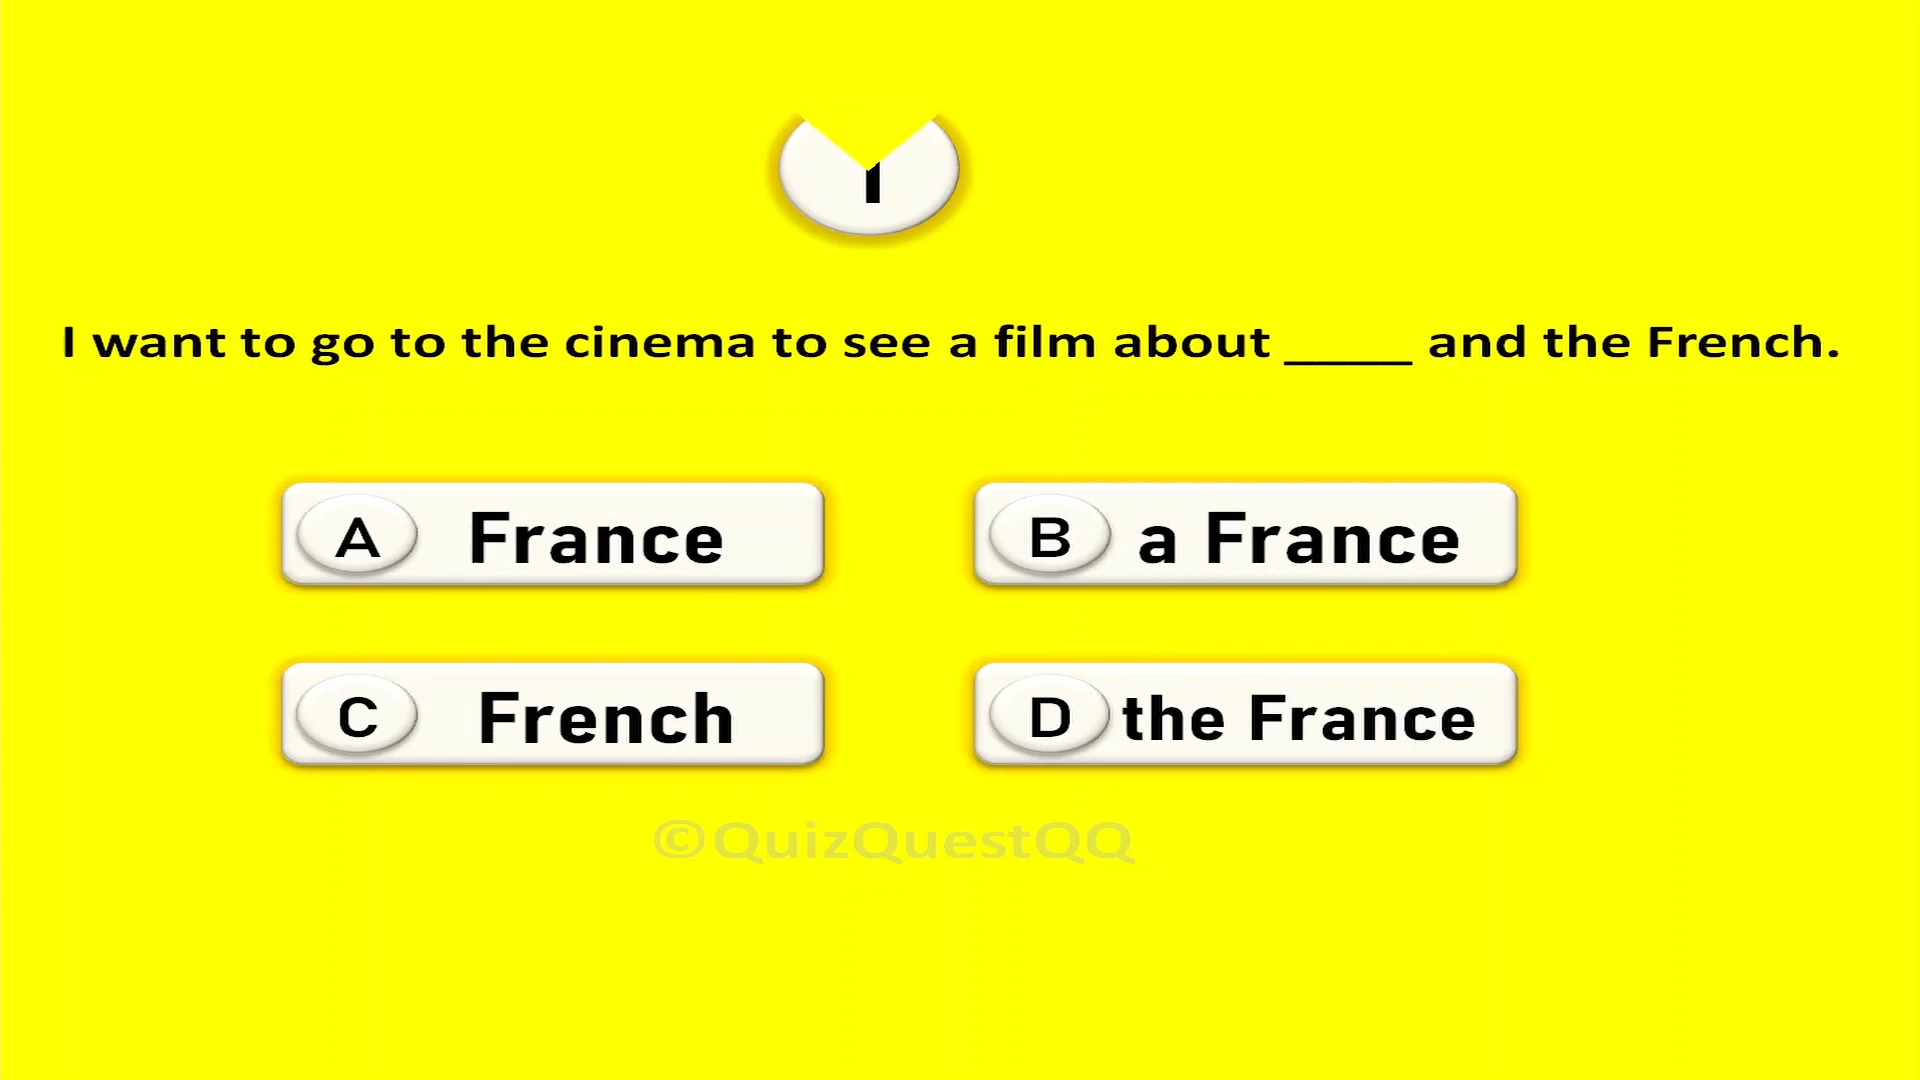 1
I want to go to the cinema to see a film about _____ and the French.
A France
B a France
C French
D the France
©QuizQuestQQ